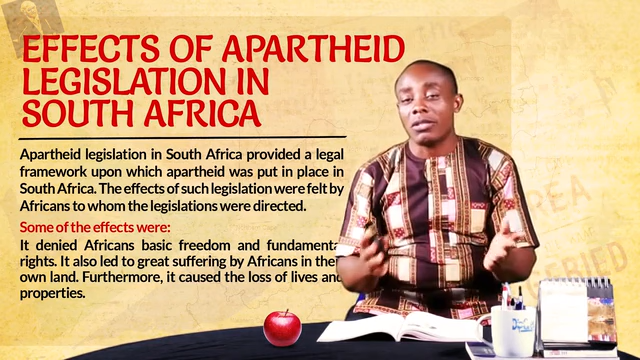 EFFECTS OF APARTHEID
LEGISLATION IN
SOUTH AFRICA
Apartheid legislation in South Africa provided a legal
framework upon which apartheid was put in place in
South Africa. The effects of such legislation were felt by
Africans to whom the legislations were directed.
Some of the effects were:
It denied Africans basic freedom and fundamenta
rights. It also led to great suffering by Africans in thei
own land. Furthermore, it caused the loss of lives and
properties.